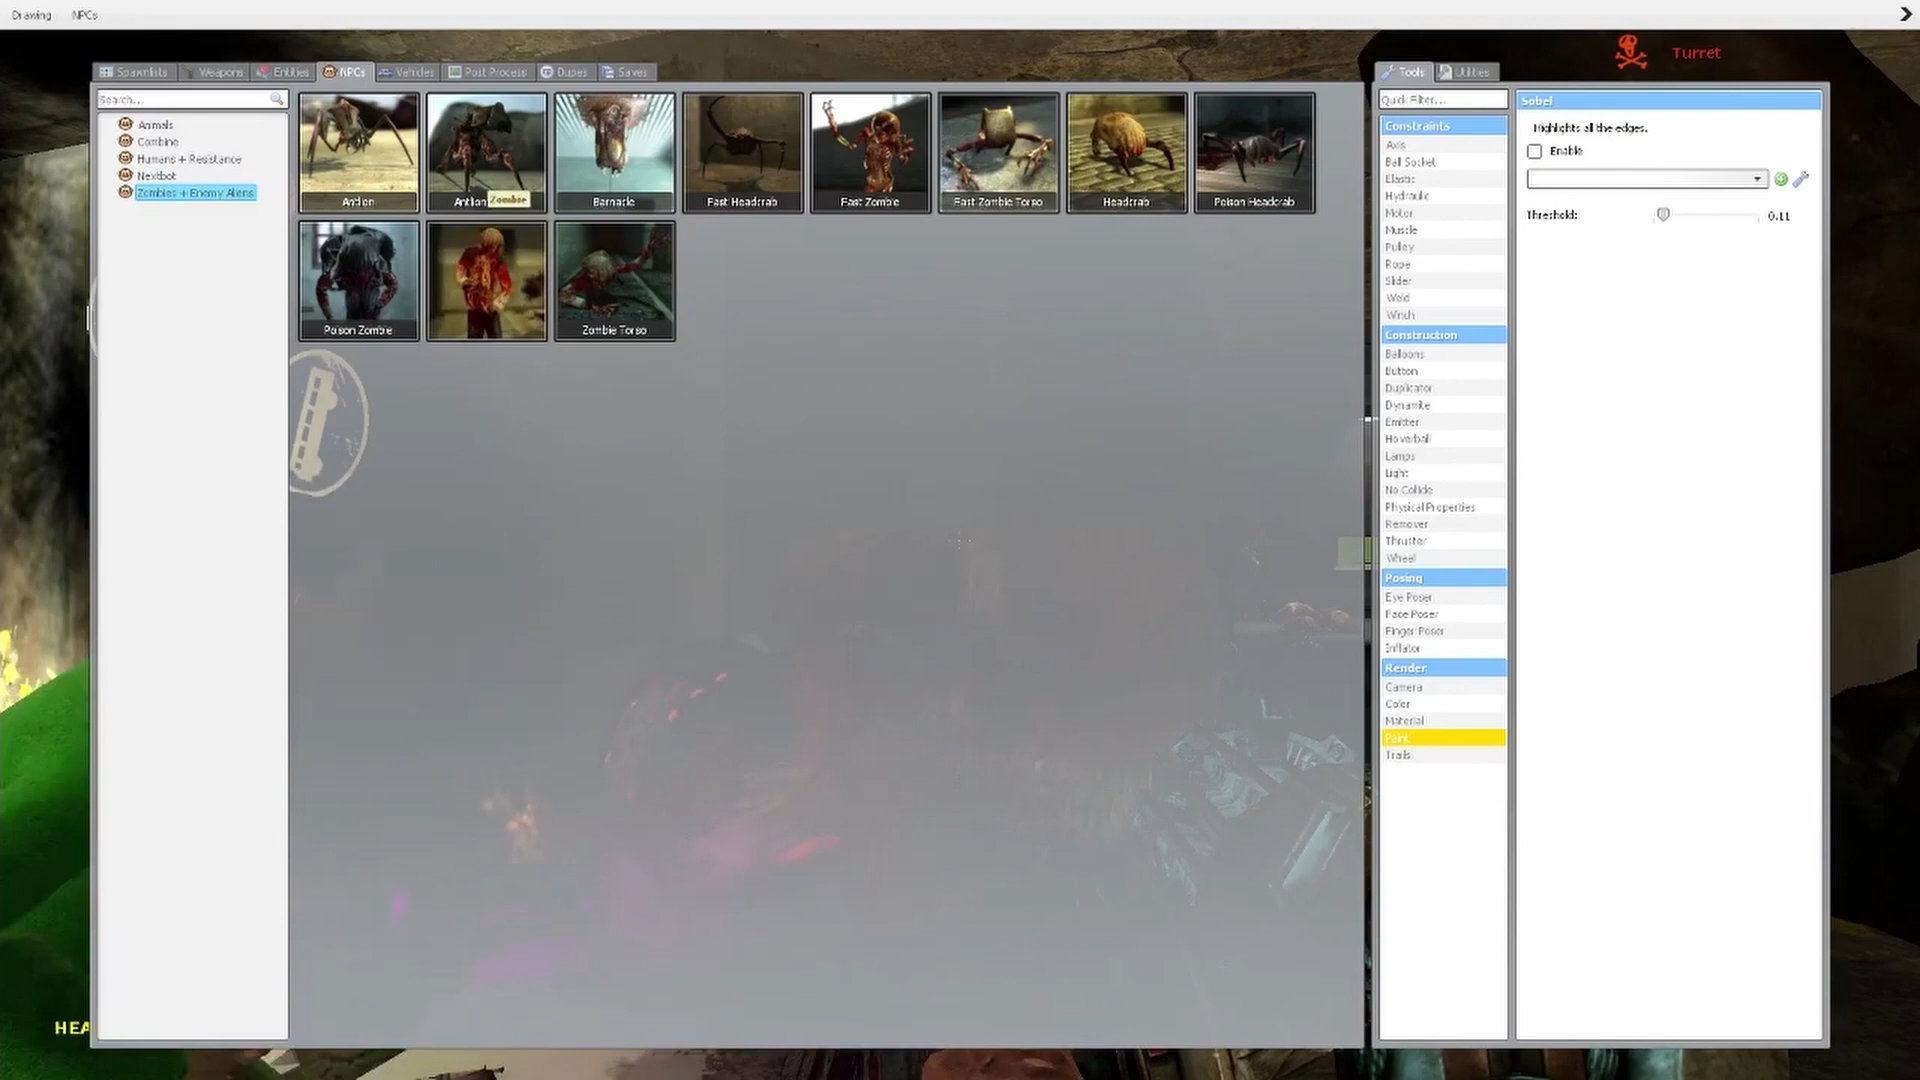 Drawing NPCs
Turret
Spawnlists Weapons Entities NPCs Vehicles Post Process Dupes Saves
Tools Utilities
Search...
Animals
Combine
Humans + Resistance
Nextbot
Zombies + Enemy Aliens
Antlion Antlion Zombie Barnacle Fast Headcrab Fast Zombie Fast Zombie Torso Headcrab Poison Headcrab
Poison Zombie Zombie Torso
Quick Filter...
Constraints
Axis
Ball Socket
Elastic
Hydraulic
Motor
Muscle
Pulley
Rope
Slider
Weld
Winch
Construction
Balloons
Button
Duplicator
Dynamite
Emitter
Hoverball
Lamps
Light
No Collide
Physical Properties
Remover
Thruster
Wheel
Posing
Eye Poser
Face Poser
Finger Poser
Inflator
Render
Camera
Color
Material
Paint
Trails
Sobel
Highlights all the edges.
Enable
Threshold: 0.11
HEA